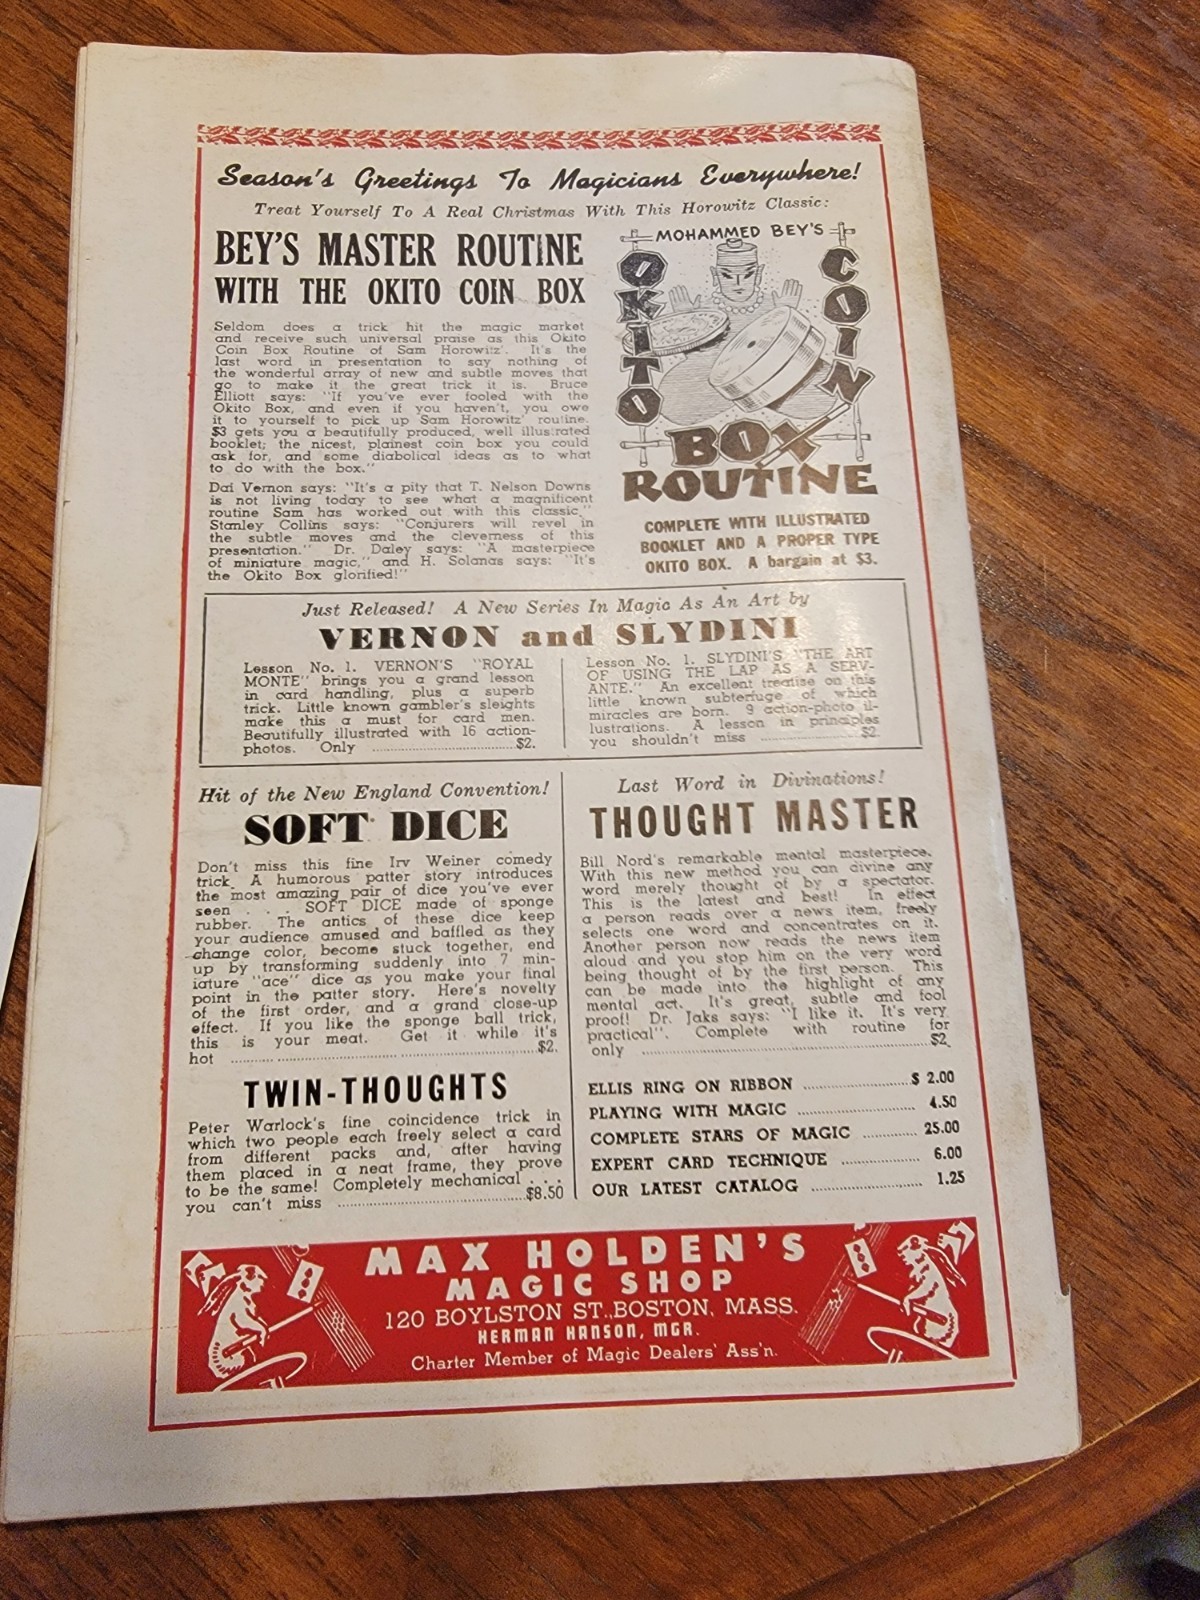 Season's Greetings To Magicians Everywhere!
Treat Yourself To A Real Christmas With This Horowitz Classic:
BEY'S MASTER ROUTINE
WITH THE OKITO COIN BOX
Seldom does a trick hit the magic market
and receive such universal praise as this Okito
Coin Box Routine of Sam Horowitz'. It's the
last word in presentation to say nothing of
the wonderful array of new and subtle moves that
go to make it the great trick it is. Bruce
Elliott says: "If you've ever fooled with the
Okito Box, and even if you haven't, you owe
it to yourself to pick up Sam Horowitz' routine.
$3 gets you a beautifully produced, well illustrated
booklet; the nicest, plainest coin box you could
ask for, and some diabolical ideas as to what
to do with the box."
Dai Vernon says: "It's a pity that T. Nelson Downs
is not living today to see what a magnificent
routine Sam has worked out with this classic."
Stanley Collins says: "Conjurers will revel in
the subtle moves and the cleverness of this
presentation." Dr. Daley says: "A masterpiece
of miniature magic," and H. Solanas says: "It's
the Okito Box glorified!"
MOHAMMED BEY'S
OKITO
COIN
BOX
ROUTINE
COMPLETE WITH ILLUSTRATED
BOOKLET AND A PROPER TYPE
OKITO BOX. A bargain at $3.
Just Released! A New Series In Magic As An Art by
VERNON and SLYDINI
Lesson No. 1. VERNON'S "ROYAL
MONTE" brings you a grand lesson
in card handling, plus a superb
trick. Little known gambler's sleights
make this a must for card men.
Beautifully illustrated with 16 action-
photos. Only ..............................$2.
Lesson No. 1. SLYDINI'S "THE ART
OF USING THE LAP AS A SERV-
ANTE." An excellent treatise on this
little known subterfuge of which
miracles are born. 9 action-photo il-
lustrations. A lesson in principles
you shouldn't miss ........................$2.
Hit of the New England Convention!
SOFT DICE
Don't miss this fine Irv Weiner comedy
trick. A humorous patter story introduces
the most amazing pair of dice you've ever
seen . . . SOFT DICE made of sponge
rubber. The antics of these dice keep
your audience amused and baffled as they
change color, become stuck together, end
up by transforming suddenly into 7 min-
iature "ace" dice as you make your final
point in the patter story. Here's novelty
of the first order, and a grand close-up
effect. If you like the sponge ball trick,
this is your meat. Get it while it's
hot ..............................$2.
TWIN-THOUGHTS
Peter Warlock's fine coincidence trick in
which two people each freely select a card
from different packs and, after having
them placed in a neat frame, they prove
to be the same! Completely mechanical . . .
you can't miss ..............................$8.50
Last Word in Divinations!
THOUGHT MASTER
Bill Nord's remarkable mental masterpiece.
With this new method you can divine any
word merely thought of by a spectator.
This is the latest and best! In effect
a person reads over a news item, freely
selects one word and concentrates on it.
Another person now reads the news item
aloud and you stop him on the very word
being thought of by the first person. This
can be made into the highlight of any
mental act. It's great, subtle and fool
proof! Dr. Jaks says: "I like it. It's very
practical". Complete with routine for
only ..............................$2.
ELLIS RING ON RIBBON ....................$ 2.00
PLAYING WITH MAGIC .................... 4.50
COMPLETE STARS OF MAGIC ............ 25.00
EXPERT CARD TECHNIQUE ............... 6.00
OUR LATEST CATALOG ..................... 1.25
MAX HOLDEN'S
MAGIC SHOP
120 BOYLSTON ST., BOSTON, MASS.
HERMAN HANSON, MGR.
Charter Member of Magic Dealers' Ass'n.